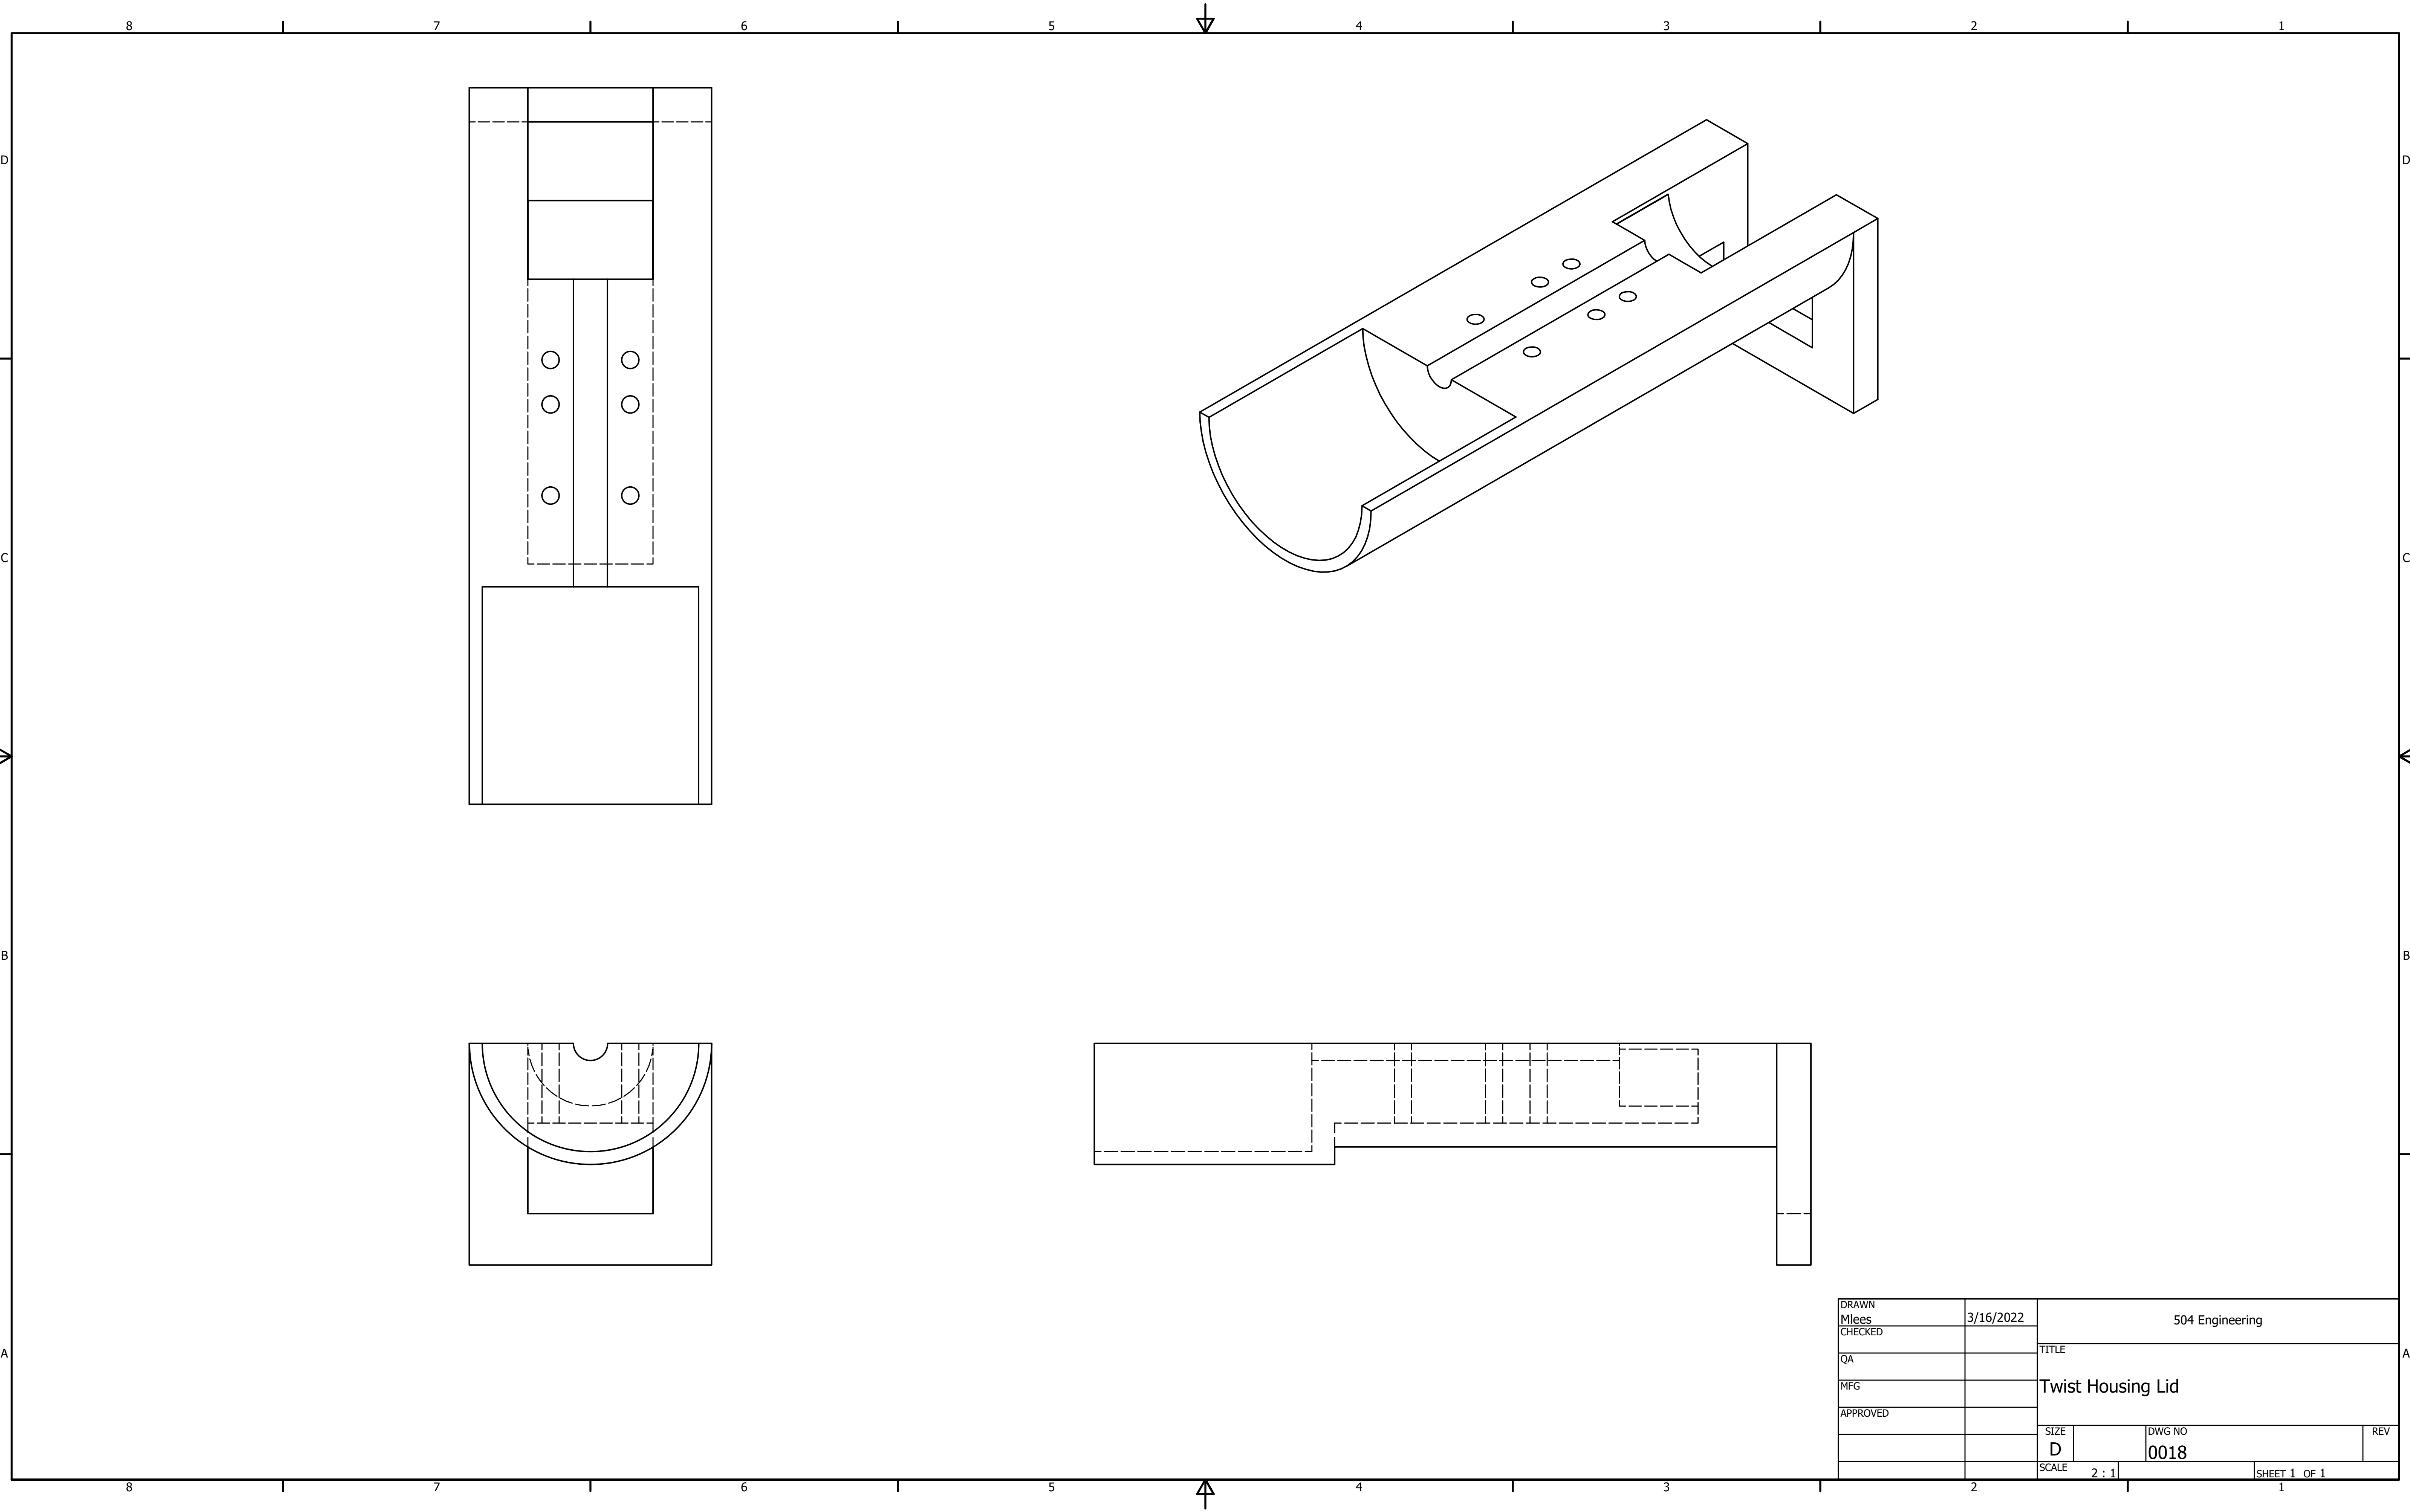 8 7 6 5 4 3 2 1
D D
C C
B B
A A
DRAWN
Mlees 3/16/2022
CHECKED
QA
MFG
APPROVED
504 Engineering
TITLE
Twist Housing Lid
SIZE
D
DWG NO
0018
REV
SCALE 2 : 1
SHEET 1 OF 1
8 7 6 5 4 3 2 1